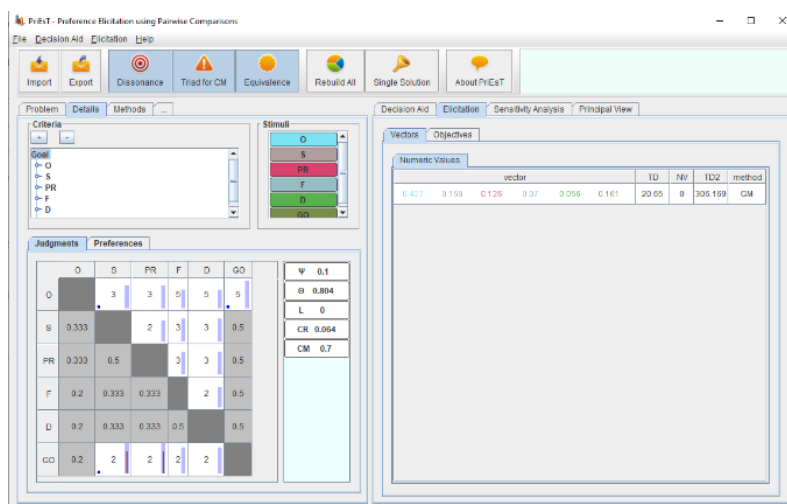 PriEsT - Preference Elicitation using Pairwise Comparisons
File Decision Aid Elicitation Help
Import Export Dissonance Triad for CM Equivalence Rebuild All Single Solution About PriEsT
Problem Details Methods ...
Criteria
+ -
Goal
O
S
PR
F
D
Stimuli
O
S
PR
F
D
GO
Judgments Preferences
O S PR F D GO
O 3 3 5 5 5
S 0.333 2 3 3 0.5
PR 0.333 0.5 3 3 0.5
F 0.2 0.333 0.333 2 0.5
D 0.2 0.333 0.333 0.5 0.5
GO 0.2 2 2 2 2
Ψ 0.1
Θ 0.804
L 0
CR 0.064
CM 0.7
Decision Aid Elicitation Sensitivity Analysis Principal View
Vectors Objectives
Numeric Values
vector TD NV TD2 method
0.427 0.159 0.126 0.07 0.056 0.161 20.65 0 306.169 GM